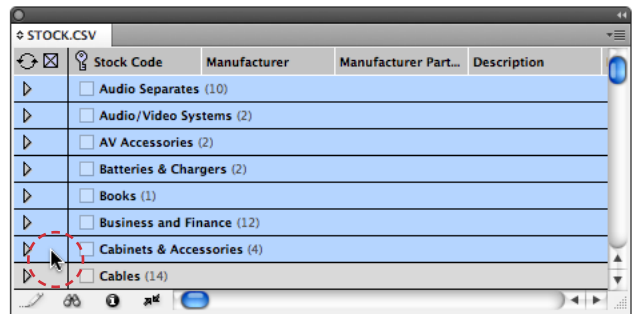 STOCK.CSV
Stock Code Manufacturer Manufacturer Part... Description
Audio Separates (10)
Audio/Video Systems (2)
AV Accessories (2)
Batteries & Chargers (2)
Books (1)
Business and Finance (12)
Cabinets & Accessories (4)
Cables (14)